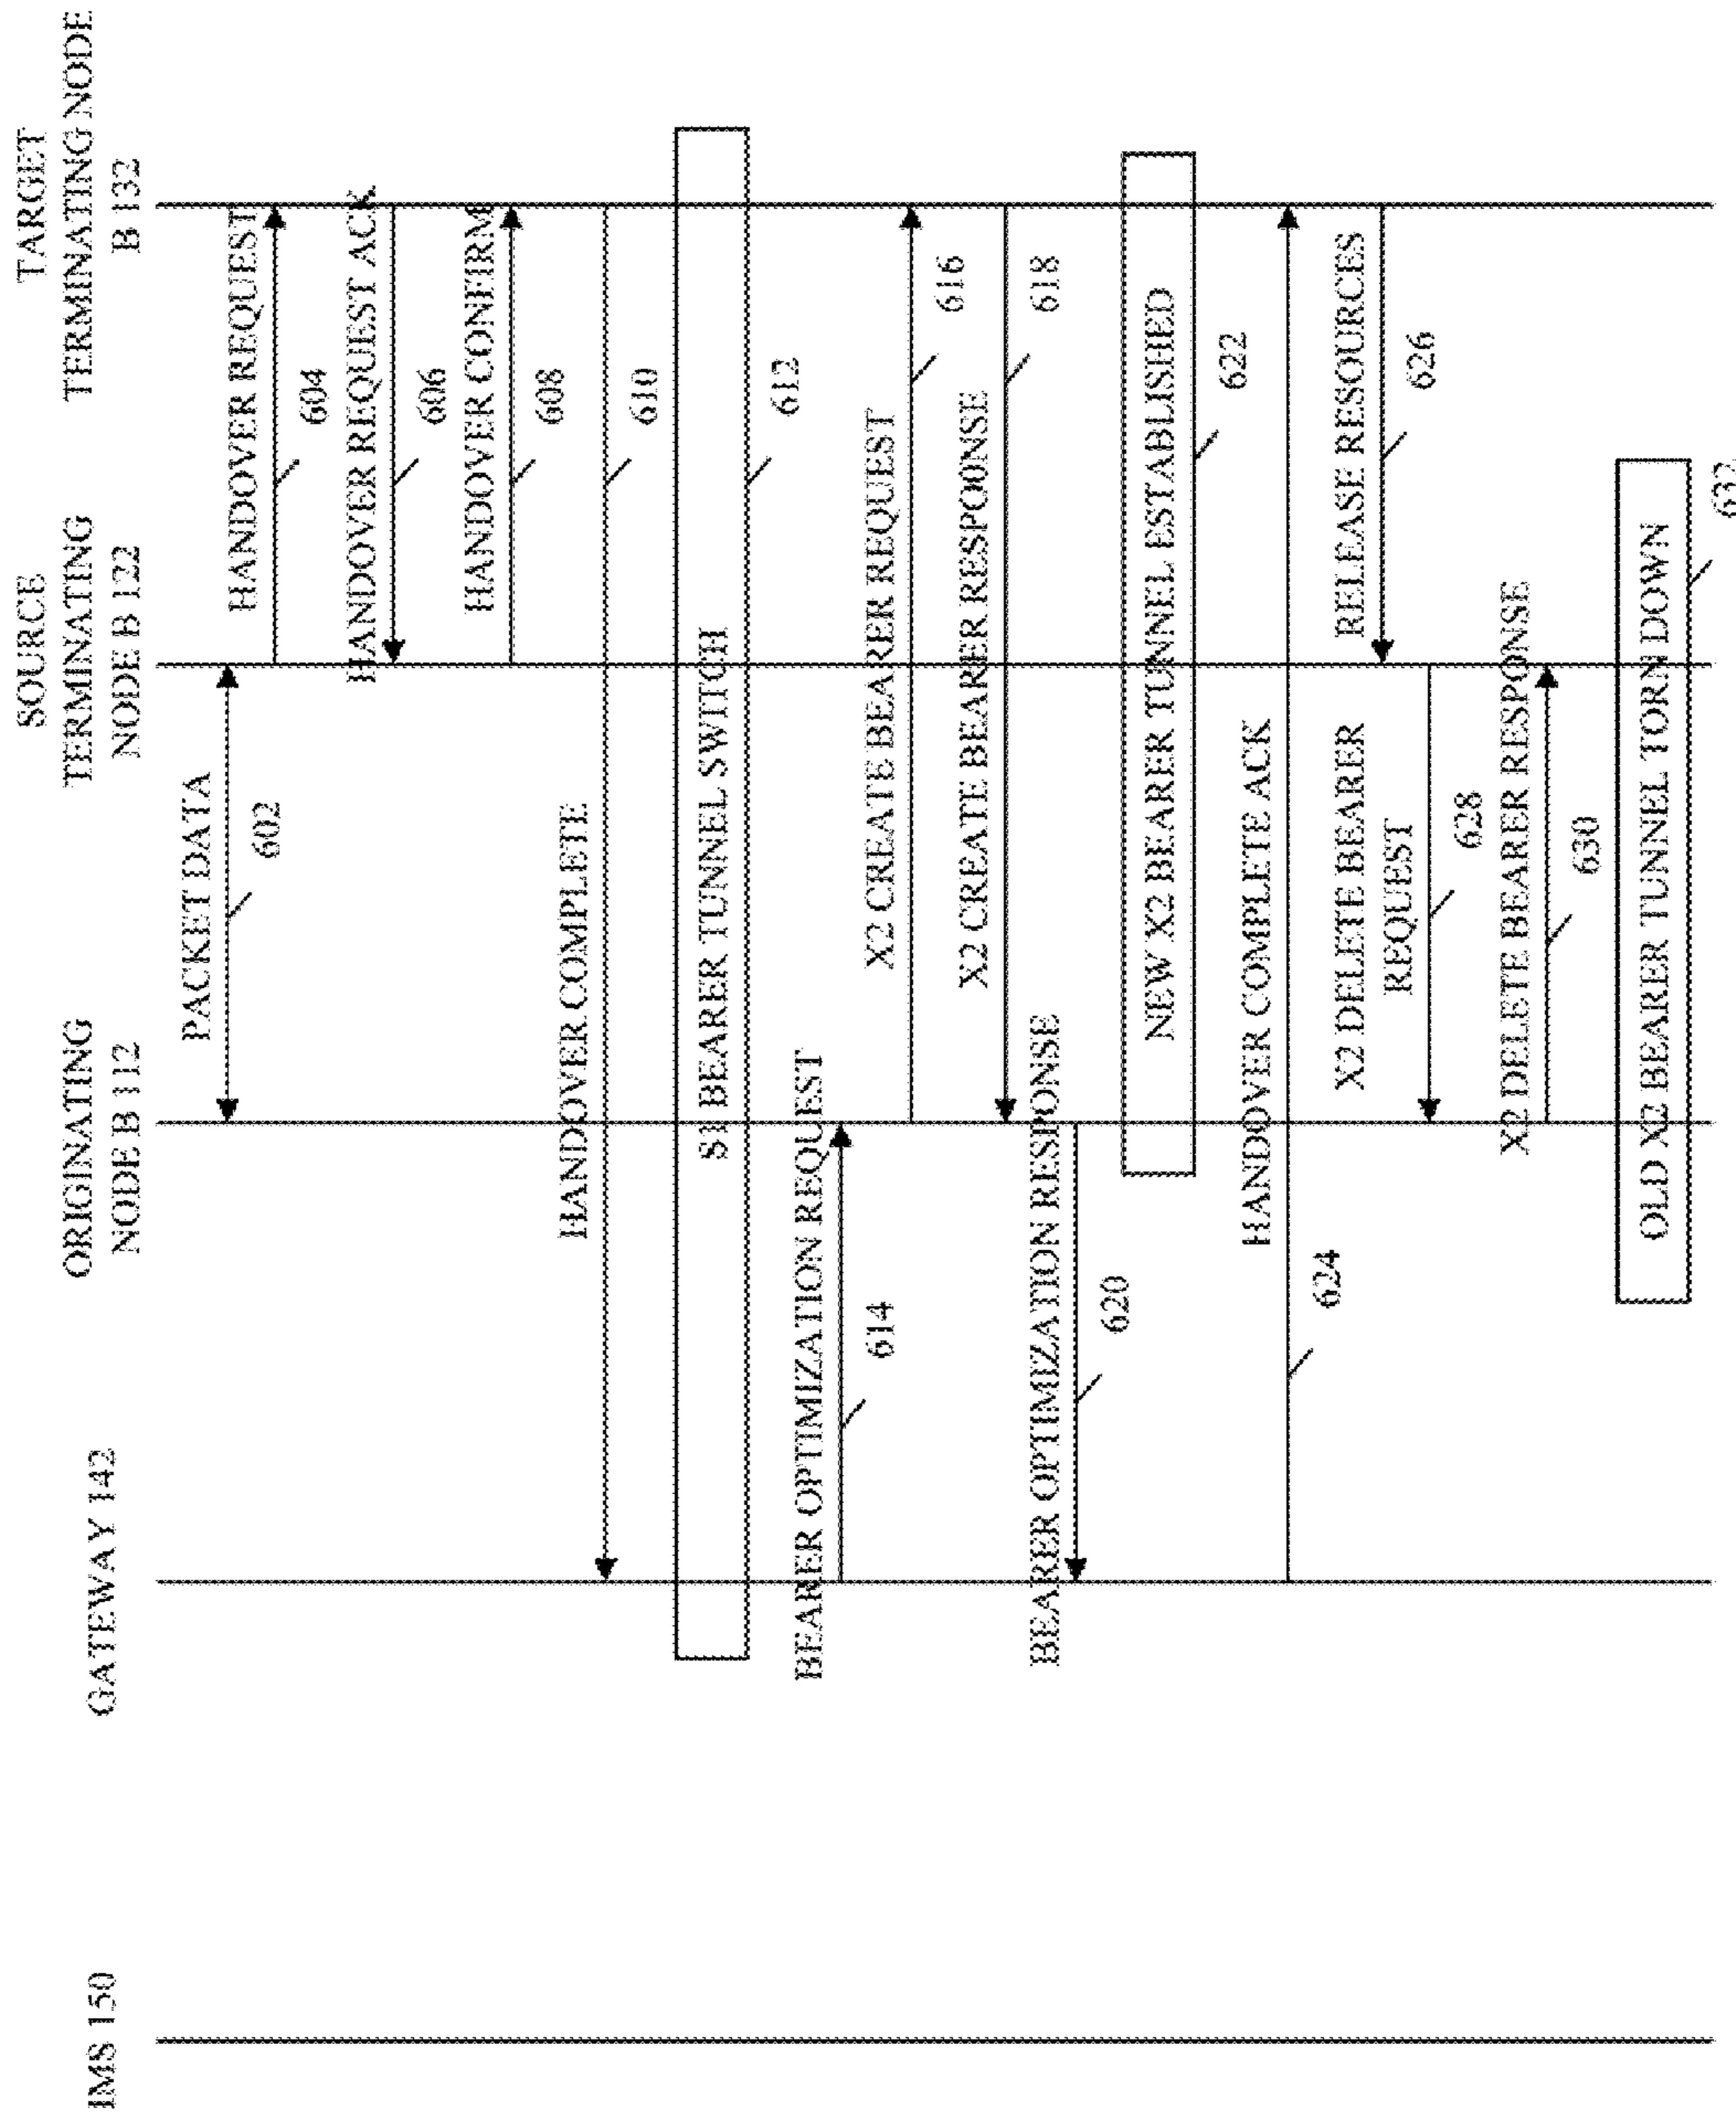 IMS 150
GATEWAY 142
ORIGINATING
NODE B 112
SOURCE
TERMINATING
NODE B 122
TARGET
TERMINATING NODE
B 132
PACKET DATA
602
HANDOVER REQUEST
604
HANDOVER REQUEST ACK
606
HANDOVER CONFIRM
608
HANDOVER COMPLETE
610
S1 BEARER TUNNEL SWITCH
612
BEARER OPTIMIZATION REQUEST
614
X2 CREATE BEARER REQUEST
616
X2 CREATE BEARER RESPOONSE
618
BEARER OPTIMIZATION RESPONSE
620
NEW X2 BEARER TUNNEL ESTABLISHED
622
HANDOVER COMPLETE ACK
624
RELEASE RESOURCES
626
X2 DELETE BEARER
REQUEST
628
X2 DELETE BEARER RESPONSE
630
OLD X2 BEARER TUNNEL TORN DOWN
632